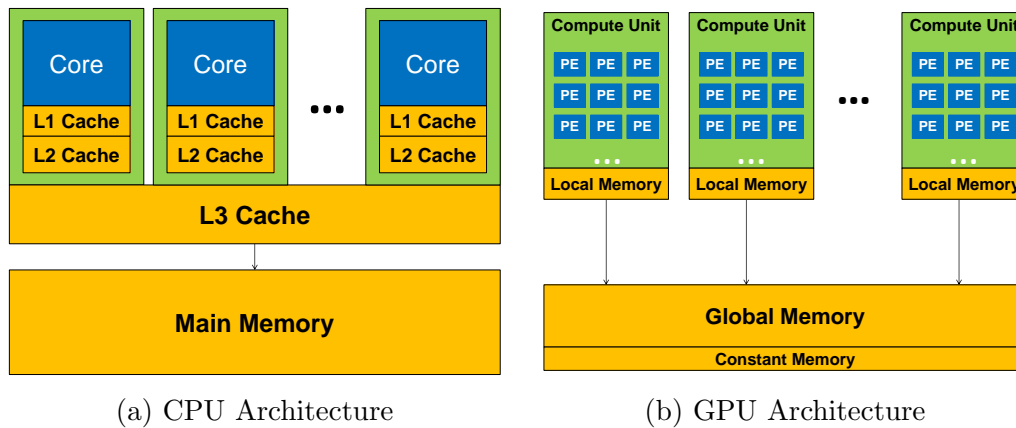 Core
L1 Cache
L2 Cache
Core
L1 Cache
L2 Cache
...
Core
L1 Cache
L2 Cache
L3 Cache
Main Memory
(a) CPU Architecture
Compute Unit
PE PE PE
PE PE PE
PE PE PE
...
Local Memory
Compute Unit
PE PE PE
PE PE PE
PE PE PE
...
Local Memory
...
Compute Unit
PE PE PE
PE PE PE
PE PE PE
...
Local Memory
Global Memory
Constant Memory
(b) GPU Architecture